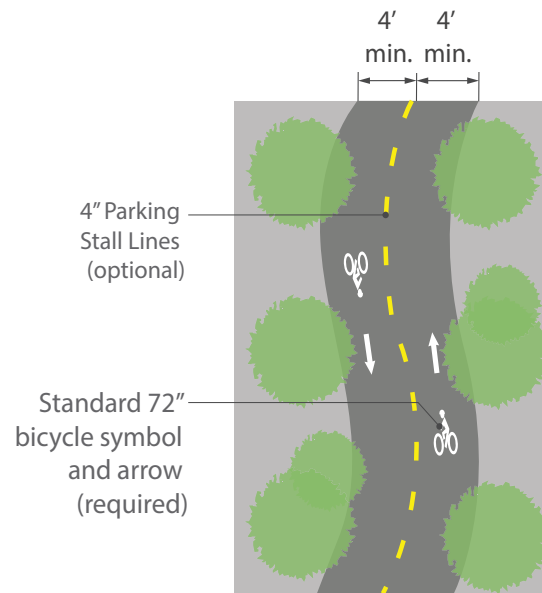 4’ 4’
min. min.
4” Parking
Stall Lines
(optional)
Standard 72”
bicycle symbol
and arrow
(required)